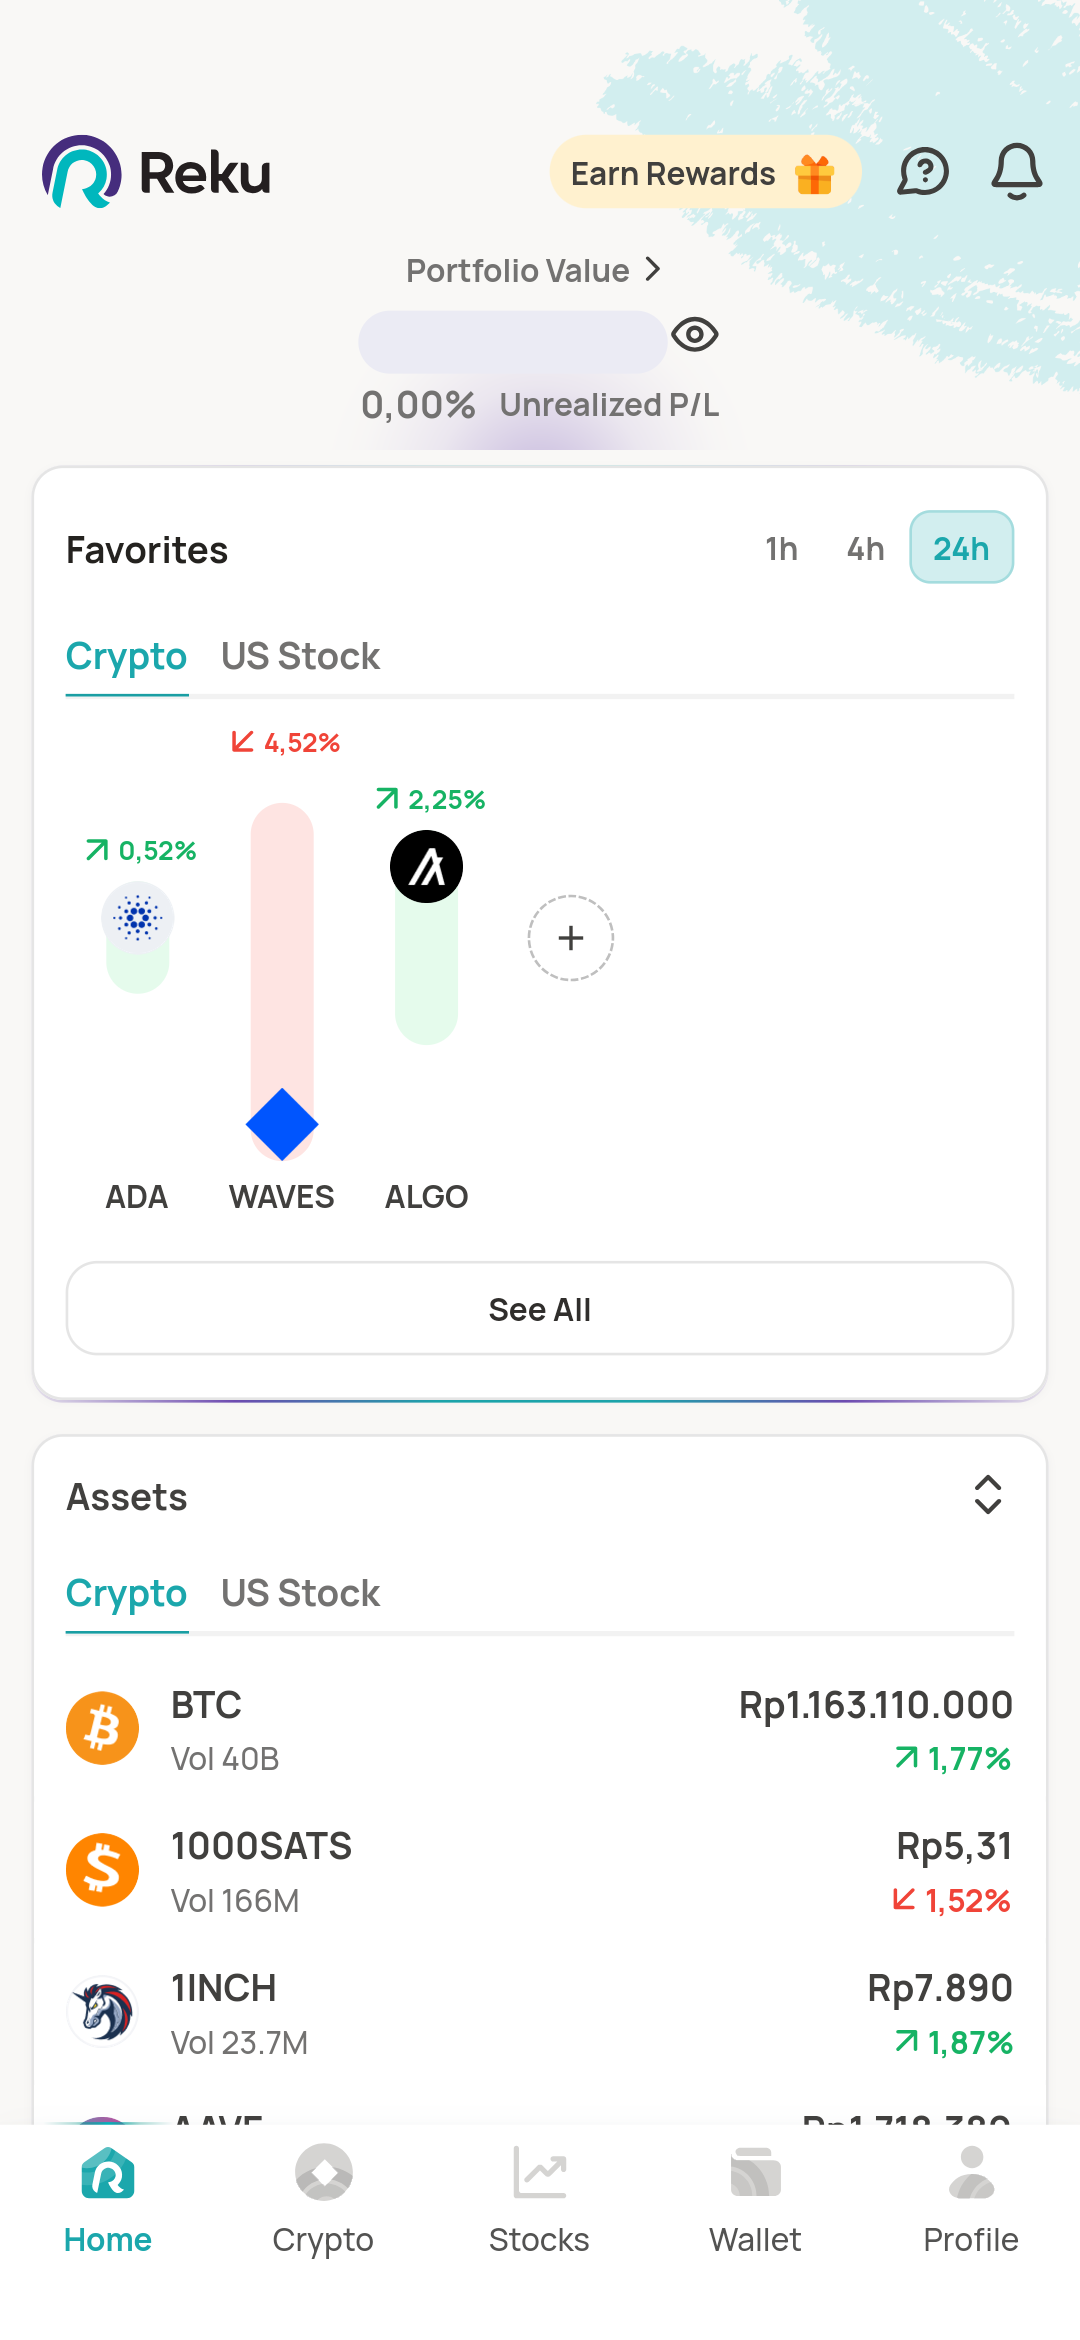 Reku
Earn Rewards
Portfolio Value
0,00% Unrealized P/L
Favorites
1h 4h 24h
Crypto US Stock
4,52%
2,25%
0,52%
ADA WAVES ALGO
See All
Assets
Crypto US Stock
BTC Rp1.163.110.000
Vol 40B 1,77%
1000SATS Rp5,31
Vol 166M 1,52%
1INCH Rp7.890
Vol 23.7M 1,87%
Home Crypto Stocks Wallet Profile